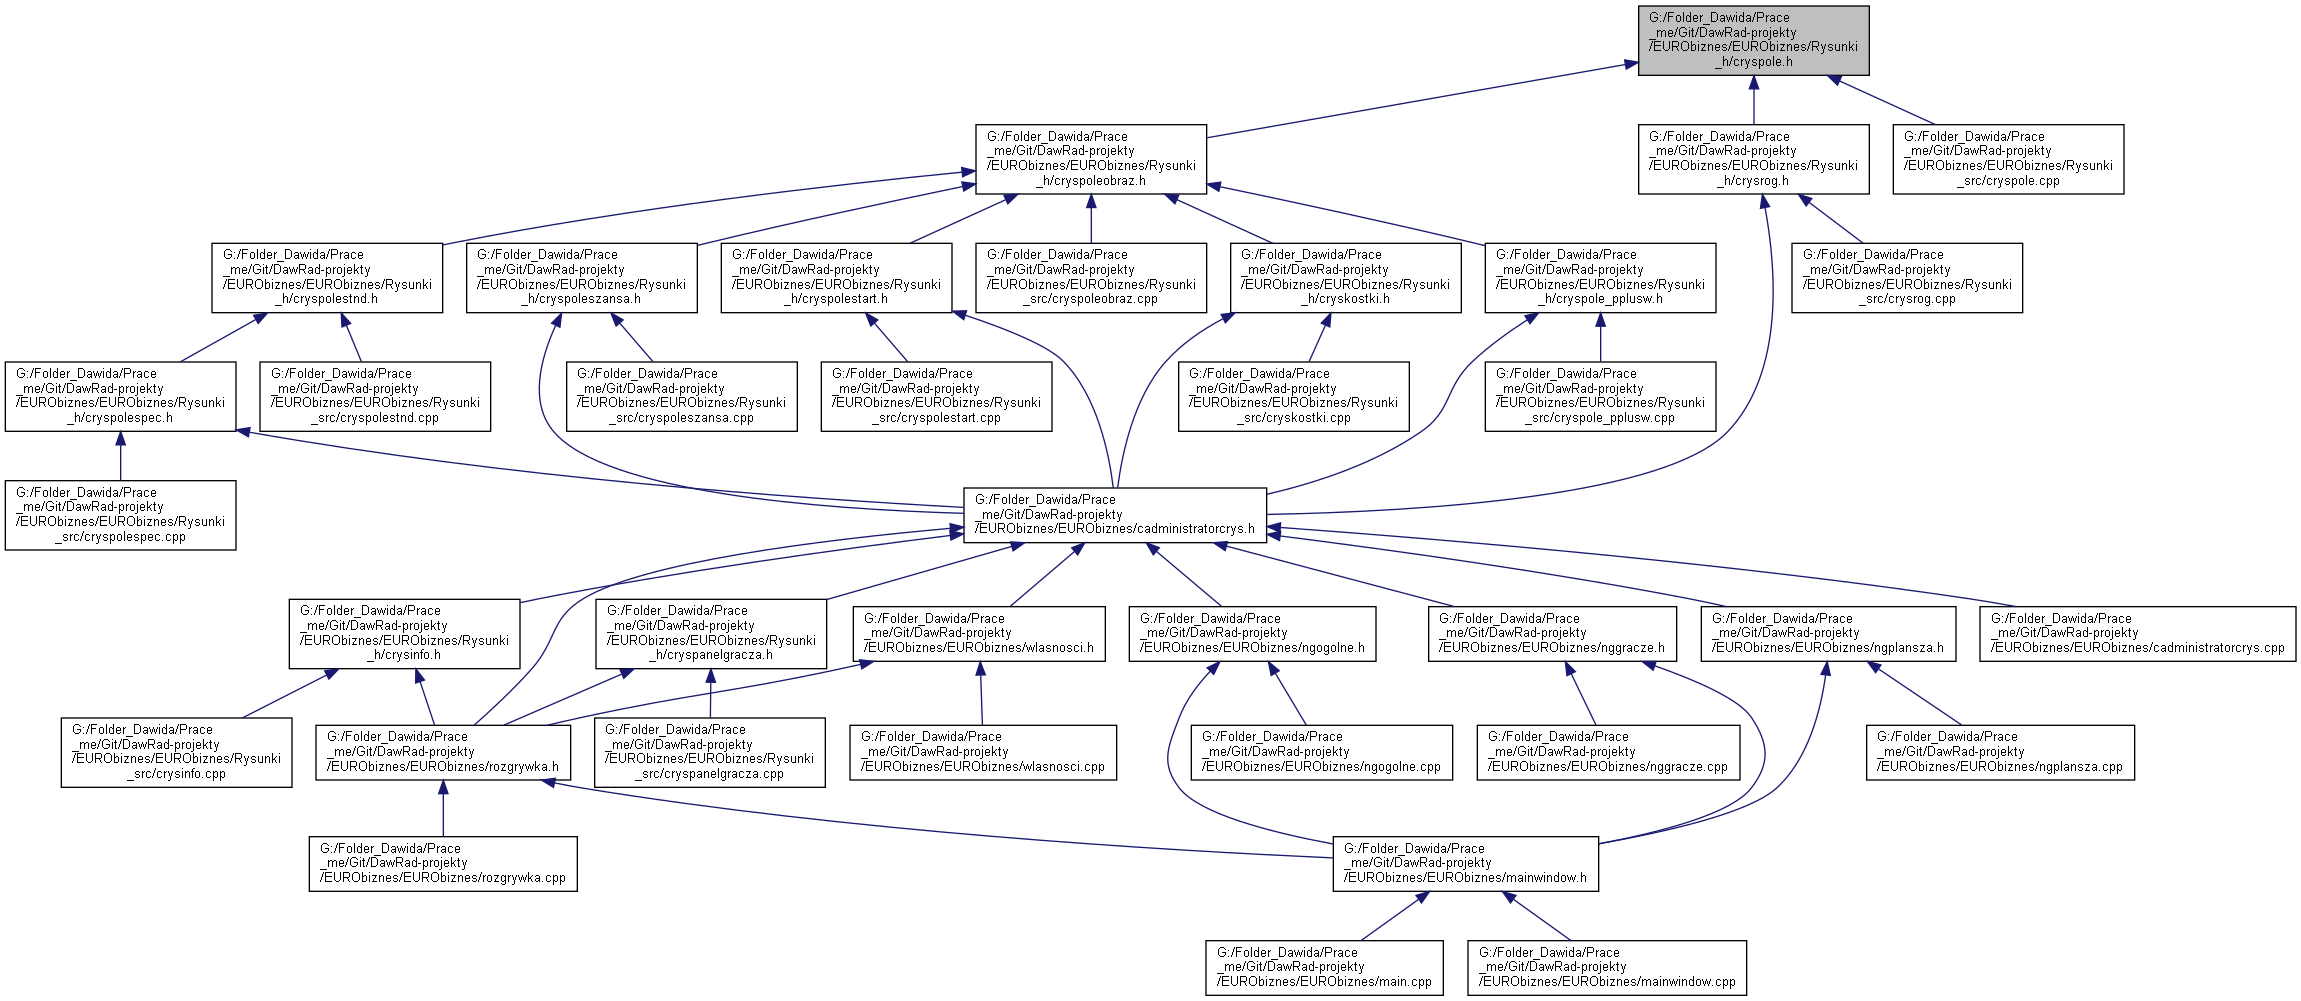 G:/Folder_Dawida/Prace
_me/Git/DawRad-projekty
/EURObiznes/EURObiznes/Rysunki
_h/cryspole.h
G:/Folder_Dawida/Prace
_me/Git/DawRad-projekty
/EURObiznes/EURObiznes/Rysunki
_h/cryspoleobraz.h
G:/Folder_Dawida/Prace
_me/Git/DawRad-projekty
/EURObiznes/EURObiznes/Rysunki
_h/crysrog.h
G:/Folder_Dawida/Prace
_me/Git/DawRad-projekty
/EURObiznes/EURObiznes/Rysunki
_src/cryspole.cpp
G:/Folder_Dawida/Prace
_me/Git/DawRad-projekty
/EURObiznes/EURObiznes/Rysunki
_h/cryspolestnd.h
G:/Folder_Dawida/Prace
_me/Git/DawRad-projekty
/EURObiznes/EURObiznes/Rysunki
_h/cryspoleszansa.h
G:/Folder_Dawida/Prace
_me/Git/DawRad-projekty
/EURObiznes/EURObiznes/Rysunki
_h/cryspolestart.h
G:/Folder_Dawida/Prace
_me/Git/DawRad-projekty
/EURObiznes/EURObiznes/Rysunki
_src/cryspoleobraz.cpp
G:/Folder_Dawida/Prace
_me/Git/DawRad-projekty
/EURObiznes/EURObiznes/Rysunki
_h/cryskostki.h
G:/Folder_Dawida/Prace
_me/Git/DawRad-projekty
/EURObiznes/EURObiznes/Rysunki
_h/cryspole_pplusw.h
G:/Folder_Dawida/Prace
_me/Git/DawRad-projekty
/EURObiznes/EURObiznes/Rysunki
_src/crysrog.cpp
G:/Folder_Dawida/Prace
_me/Git/DawRad-projekty
/EURObiznes/EURObiznes/Rysunki
_h/cryspolespec.h
G:/Folder_Dawida/Prace
_me/Git/DawRad-projekty
/EURObiznes/EURObiznes/Rysunki
_src/cryspolestnd.cpp
G:/Folder_Dawida/Prace
_me/Git/DawRad-projekty
/EURObiznes/EURObiznes/Rysunki
_src/cryspoleszansa.cpp
G:/Folder_Dawida/Prace
_me/Git/DawRad-projekty
/EURObiznes/EURObiznes/Rysunki
_src/cryspolestart.cpp
G:/Folder_Dawida/Prace
_me/Git/DawRad-projekty
/EURObiznes/EURObiznes/Rysunki
_src/cryskostki.cpp
G:/Folder_Dawida/Prace
_me/Git/DawRad-projekty
/EURObiznes/EURObiznes/Rysunki
_src/cryspole_pplusw.cpp
G:/Folder_Dawida/Prace
_me/Git/DawRad-projekty
/EURObiznes/EURObiznes/Rysunki
_src/cryspolespec.cpp
G:/Folder_Dawida/Prace
_me/Git/DawRad-projekty
/EURObiznes/EURObiznes/cadministratorcrys.h
G:/Folder_Dawida/Prace
_me/Git/DawRad-projekty
/EURObiznes/EURObiznes/Rysunki
_h/crysinfo.h
G:/Folder_Dawida/Prace
_me/Git/DawRad-projekty
/EURObiznes/EURObiznes/Rysunki
_h/cryspanelgracza.h
G:/Folder_Dawida/Prace
_me/Git/DawRad-projekty
/EURObiznes/EURObiznes/wlasnosci.h
G:/Folder_Dawida/Prace
_me/Git/DawRad-projekty
/EURObiznes/EURObiznes/ngogolne.h
G:/Folder_Dawida/Prace
_me/Git/DawRad-projekty
/EURObiznes/EURObiznes/nggracze.h
G:/Folder_Dawida/Prace
_me/Git/DawRad-projekty
/EURObiznes/EURObiznes/ngplansza.h
G:/Folder_Dawida/Prace
_me/Git/DawRad-projekty
/EURObiznes/EURObiznes/cadministratorcrys.cpp
G:/Folder_Dawida/Prace
_me/Git/DawRad-projekty
/EURObiznes/EURObiznes/Rysunki
_src/crysinfo.cpp
G:/Folder_Dawida/Prace
_me/Git/DawRad-projekty
/EURObiznes/EURObiznes/rozgrywka.h
G:/Folder_Dawida/Prace
_me/Git/DawRad-projekty
/EURObiznes/EURObiznes/Rysunki
_src/cryspanelgracza.cpp
G:/Folder_Dawida/Prace
_me/Git/DawRad-projekty
/EURObiznes/EURObiznes/wlasnosci.cpp
G:/Folder_Dawida/Prace
_me/Git/DawRad-projekty
/EURObiznes/EURObiznes/ngogolne.cpp
G:/Folder_Dawida/Prace
_me/Git/DawRad-projekty
/EURObiznes/EURObiznes/nggracze.cpp
G:/Folder_Dawida/Prace
_me/Git/DawRad-projekty
/EURObiznes/EURObiznes/ngplansza.cpp
G:/Folder_Dawida/Prace
_me/Git/DawRad-projekty
/EURObiznes/EURObiznes/rozgrywka.cpp
G:/Folder_Dawida/Prace
_me/Git/DawRad-projekty
/EURObiznes/EURObiznes/mainwindow.h
G:/Folder_Dawida/Prace
_me/Git/DawRad-projekty
/EURObiznes/EURObiznes/main.cpp
G:/Folder_Dawida/Prace
_me/Git/DawRad-projekty
/EURObiznes/EURObiznes/mainwindow.cpp